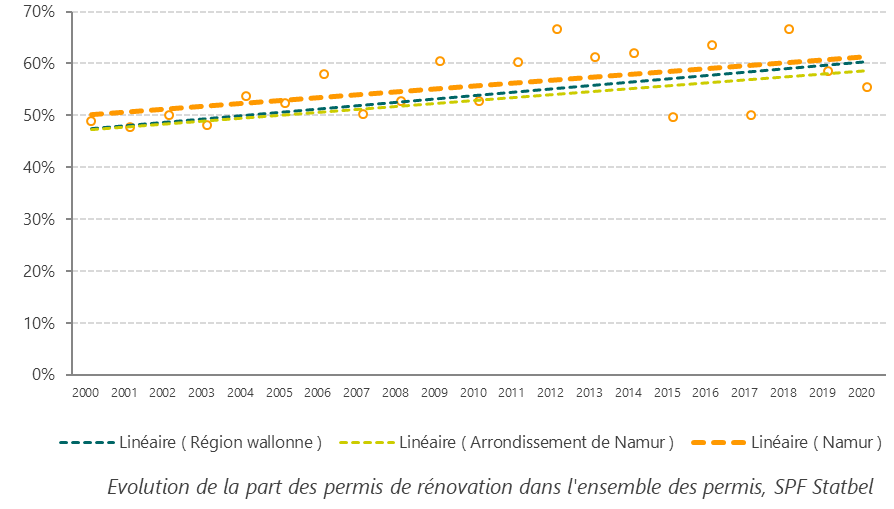 70%
60%
50%
40%
30%
20%
10%
0%
2000 2001 2002 2003 2004 2005 2006 2007 2008 2009 2010 2011 2012 2013 2014 2015 2016 2017 2018 2019 2020
Linéaire ( Région wallonne ) Linéaire ( Arrondissement de Namur ) Linéaire ( Namur )
Evolution de la part des permis de rénovation dans l'ensemble des permis, SPF Statbel